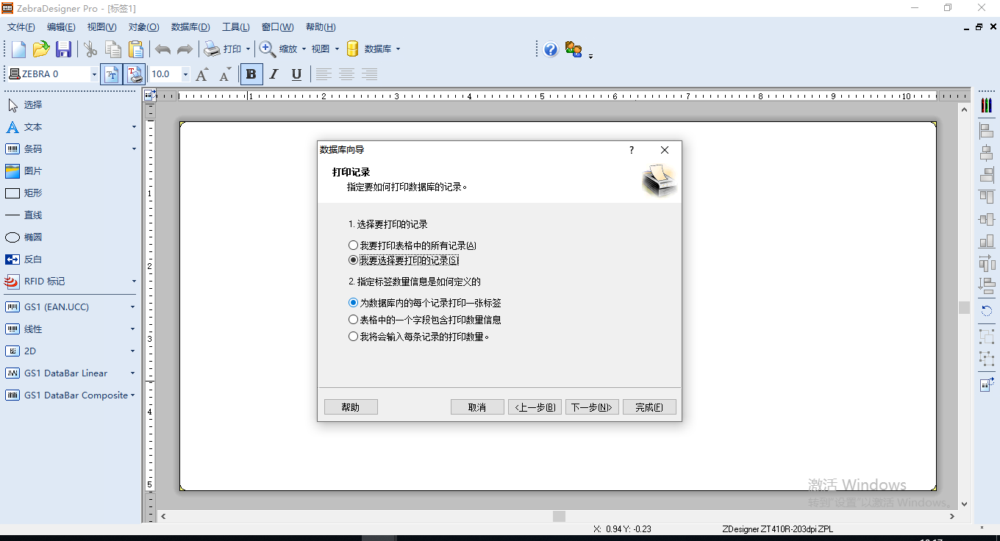 ZebraDesigner Pro - [标签1]
文件(F) 编辑(E) 视图(V) 对象(O) 数据库(D) 工具(L) 窗口(W) 帮助(H)
打印 缩放 视图 数据库
ZEBRA 0 10.0 A A B I U
选择
文本
条码
图片
矩形
直线
椭圆
反白
RFID 标记
GS1 (EAN.UCC)
线性
2D
GS1 DataBar Linear
GS1 DataBar Composite
1 2 3 4 5 6 7 8 9 10
1
2
3
4
5
数据库向导
打印记录
指定要如何打印数据库的记录。
1. 选择要打印的记录
我要打印表格中的所有记录(A)
我要选择要打印的记录(S)
2. 指定标签数量信息是如何定义的
为数据库内的每个记录打印一张标签
表格中的一个字段包含打印数量信息
我将会输入每条记录的打印数量。
帮助 取消 <上一步(B) 下一步(N)> 完成(F)
激活 Windows
转到"设置"以激活 Windows。
X: 0.94 Y: -0.23 ZDesigner ZT410R-203dpi ZPL